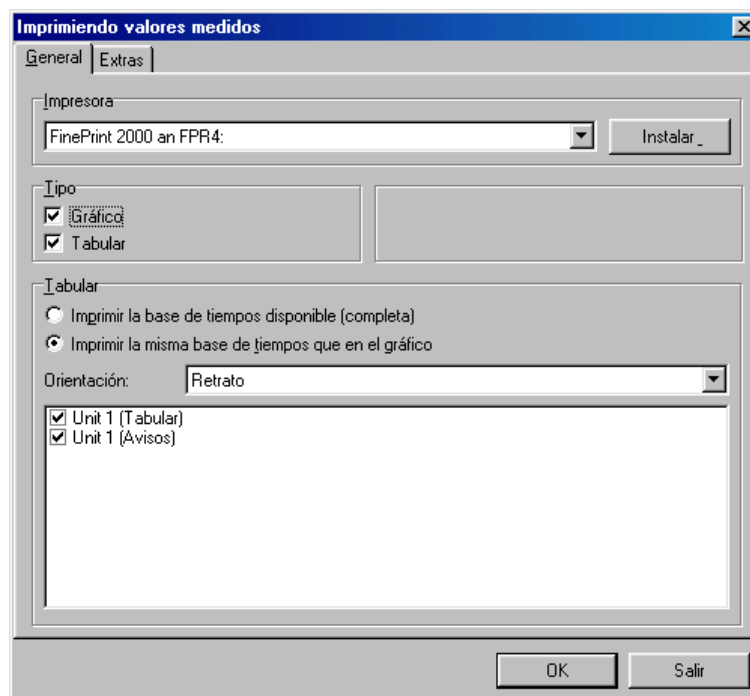 Imprimiendo valores medidos
General Extras
Impresora
FinePrint 2000 an FPR4: Instalar_
Tipo
Gráfico
Tabular
Tabular
Imprimir la base de tiempos disponible (completa)
Imprimir la misma base de tiempos que en el gráfico
Orientación: Retrato
Unit 1 (Tabular)
Unit 1 (Avisos)
OK Salir